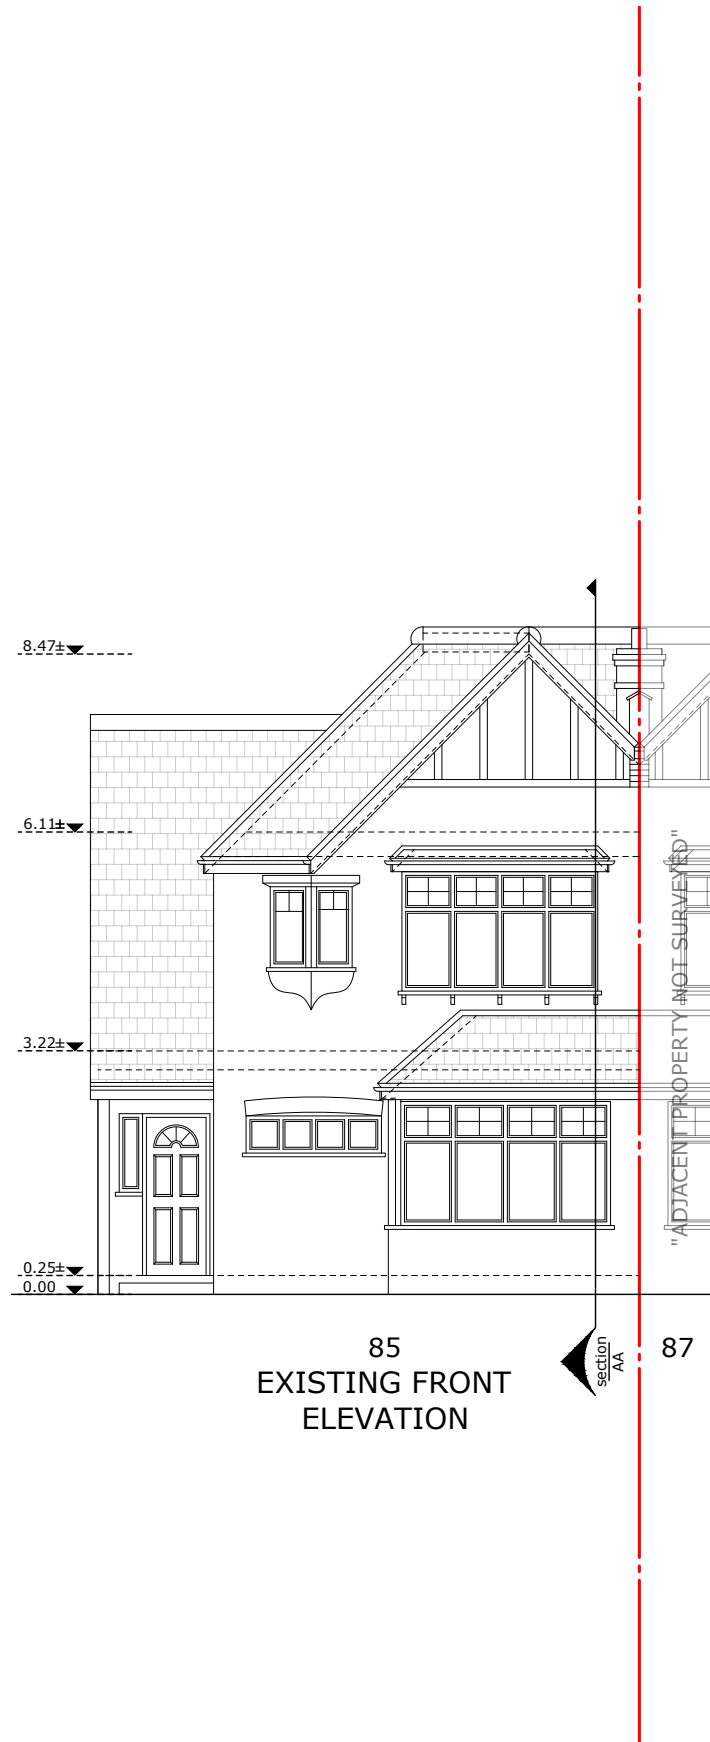 8.47±
6.11±
3.22±
0.25±
0.00
"ADJACENT PROPERTY NOT SURVEYED"
85
EXISTING FRONT
ELEVATION
section
AA
87